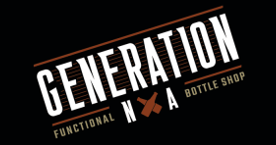 GENERATION
N A
FUNCTIONAL BOTTLE SHOP